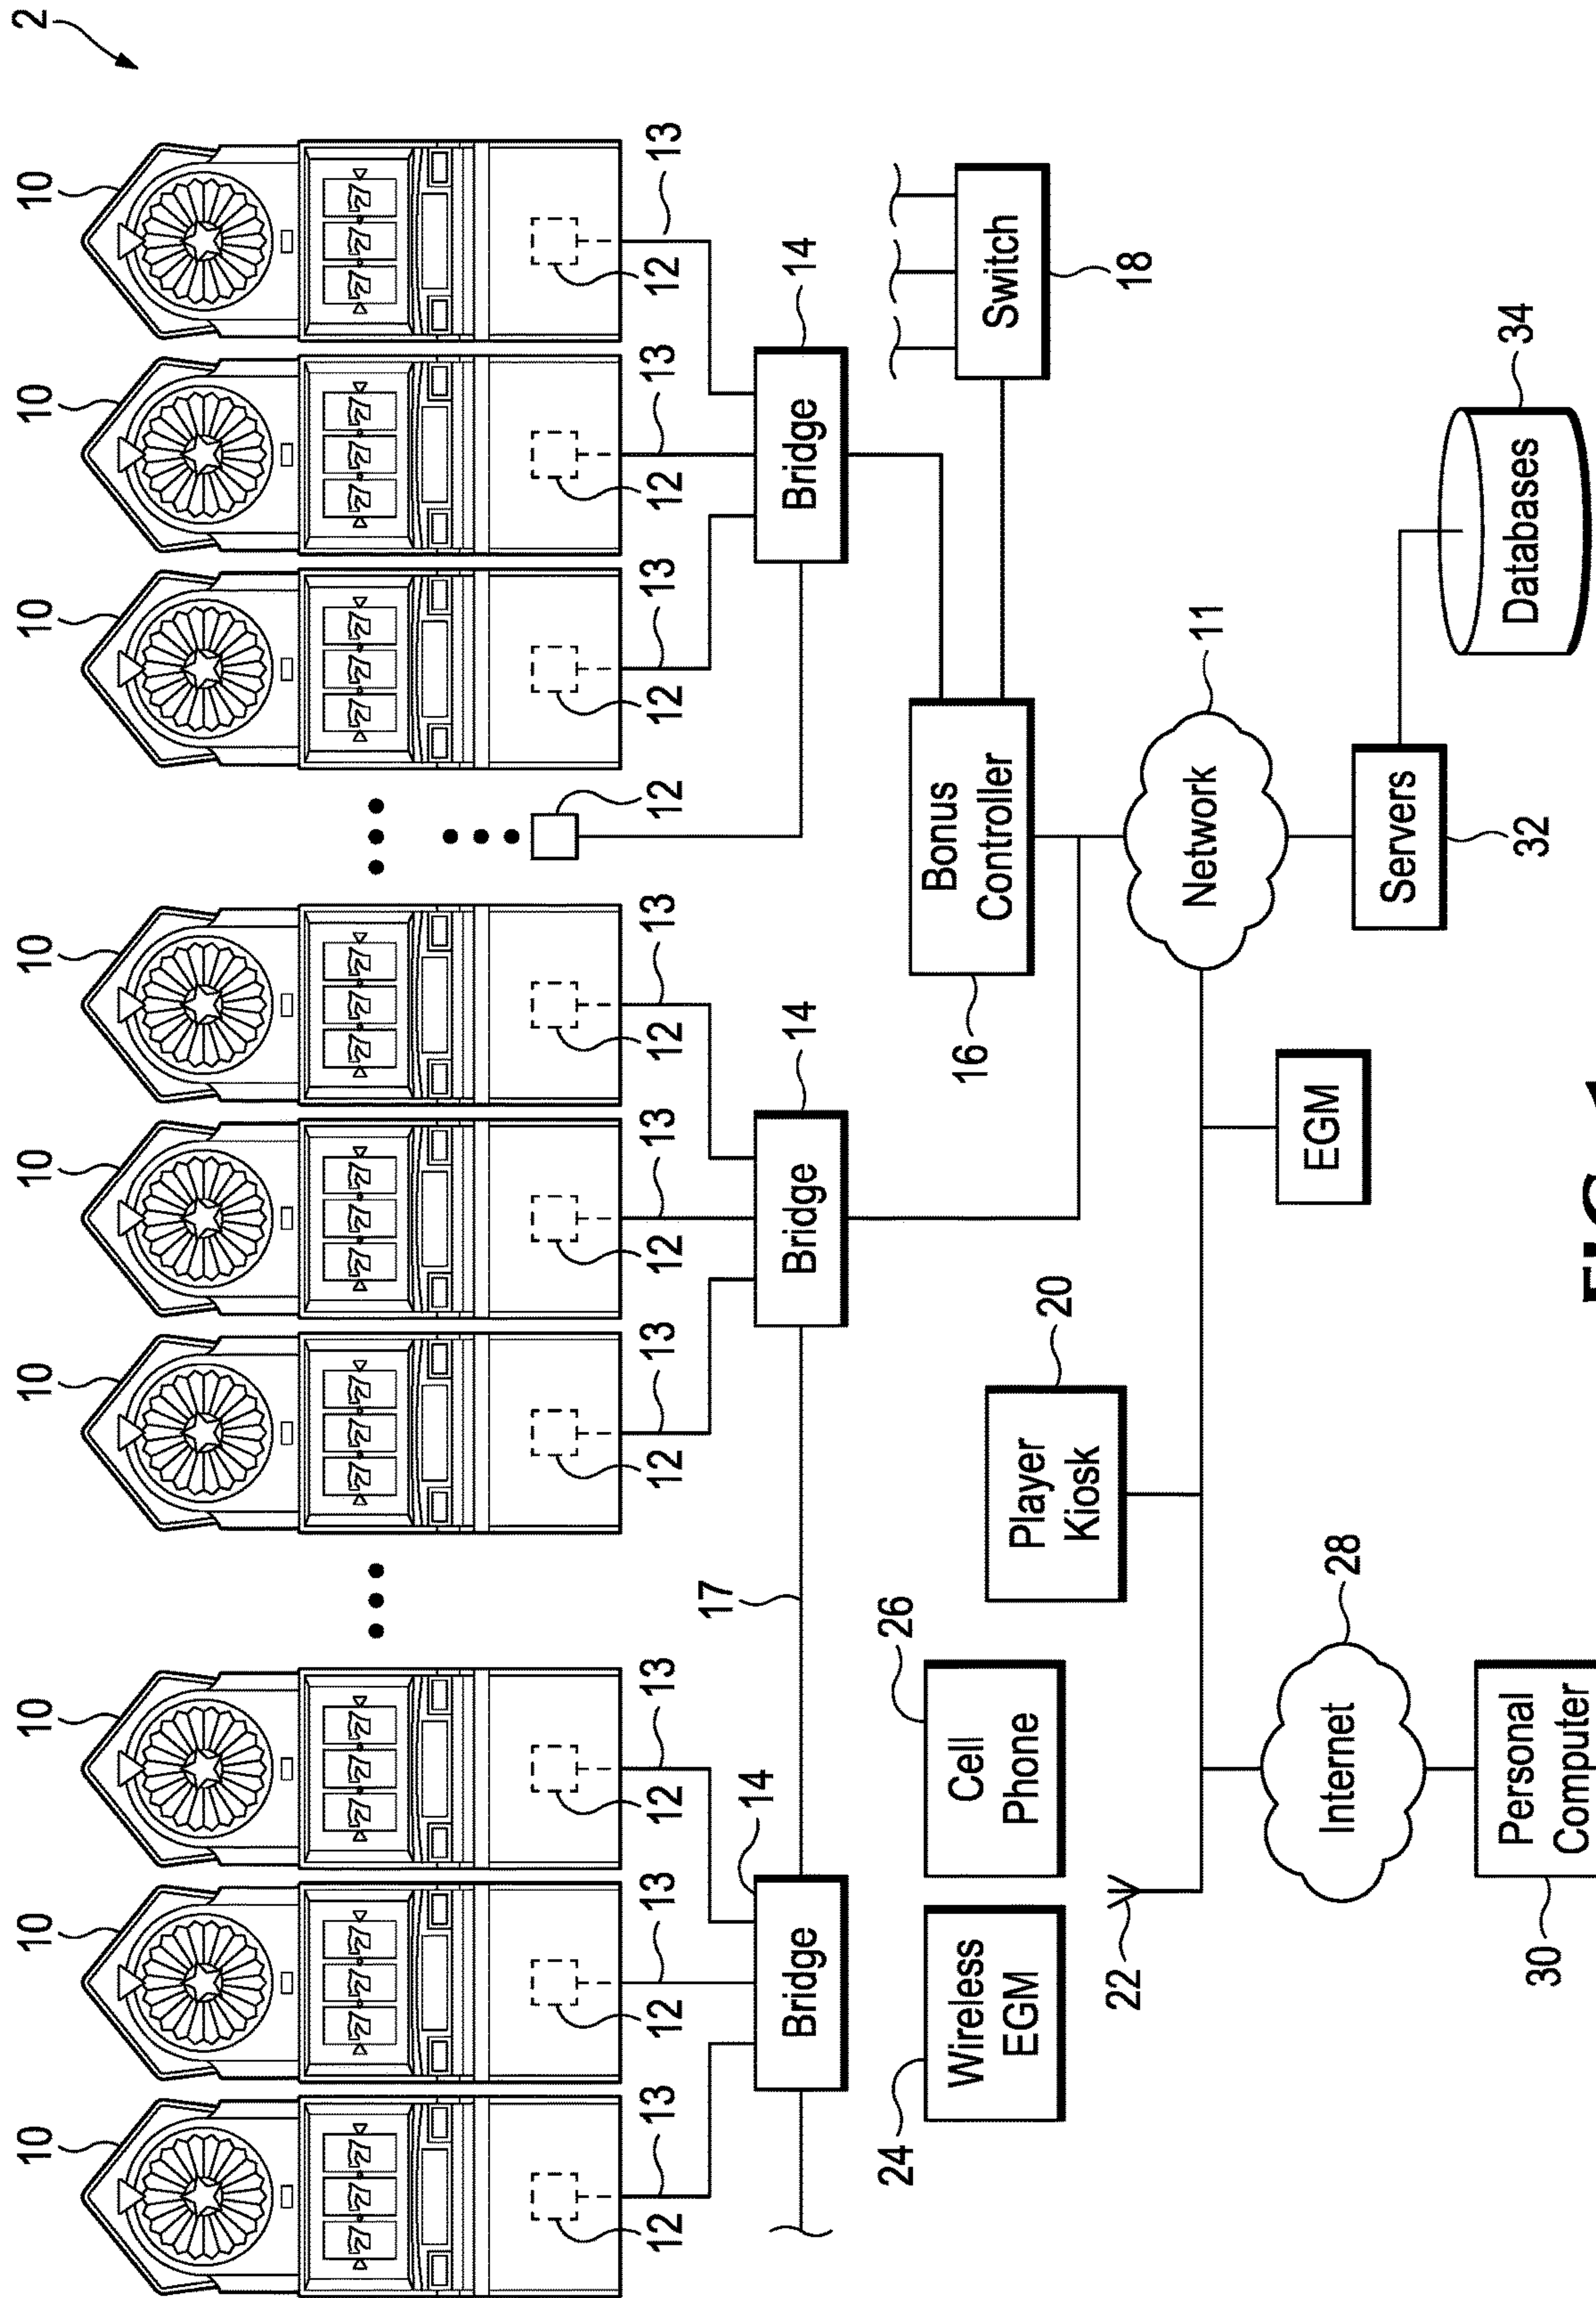 2
10 10 10 10 10 10 10 10 10
12 13 12 13 12 13 12 13 12 13 12 13 12 12 13 12 13 12 13
14 17 14 14
Bridge Bridge Bridge
24 26
Wireless
EGM
Cell
Phone
16
Bonus
Controller
Switch
18
Player
Kiosk
20
22
Network
11
Internet
28
EGM
Servers
32
Databases
34
Personal
Computer
30